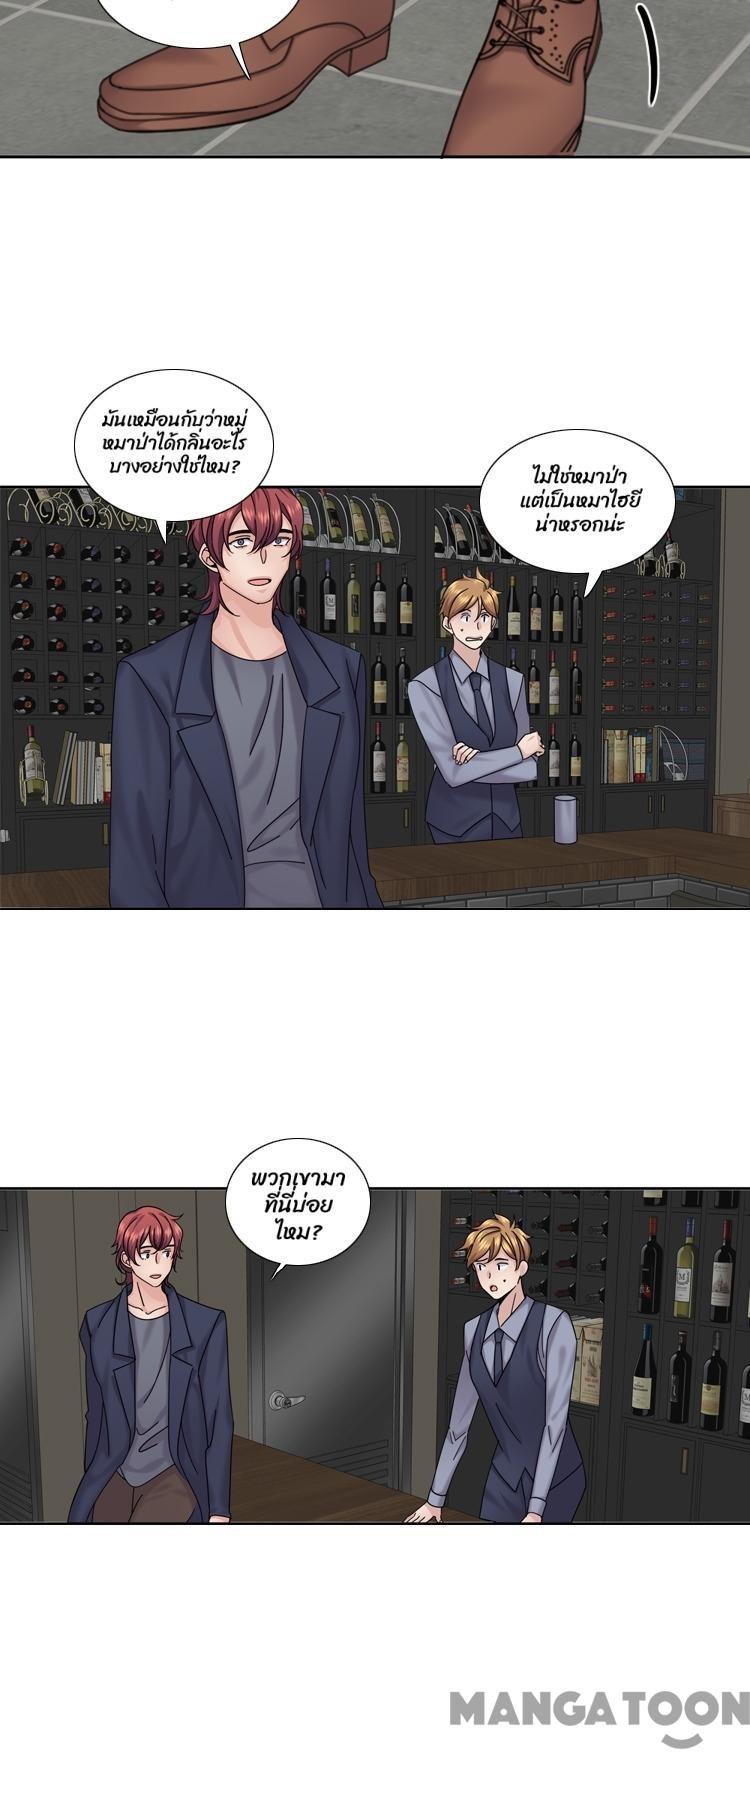 มันเหมือนกับว่าหมู่
หมาป่าได้กลิ่นอะไร
บางอย่างใช่ไหม?
ไม่ใช่หมาป่า
แต่เป็นหมาไฮยี
น่าหรอกน่ะ
พวกเขามา
ที่นี่บ่อย
ไหม?
MANGATOON